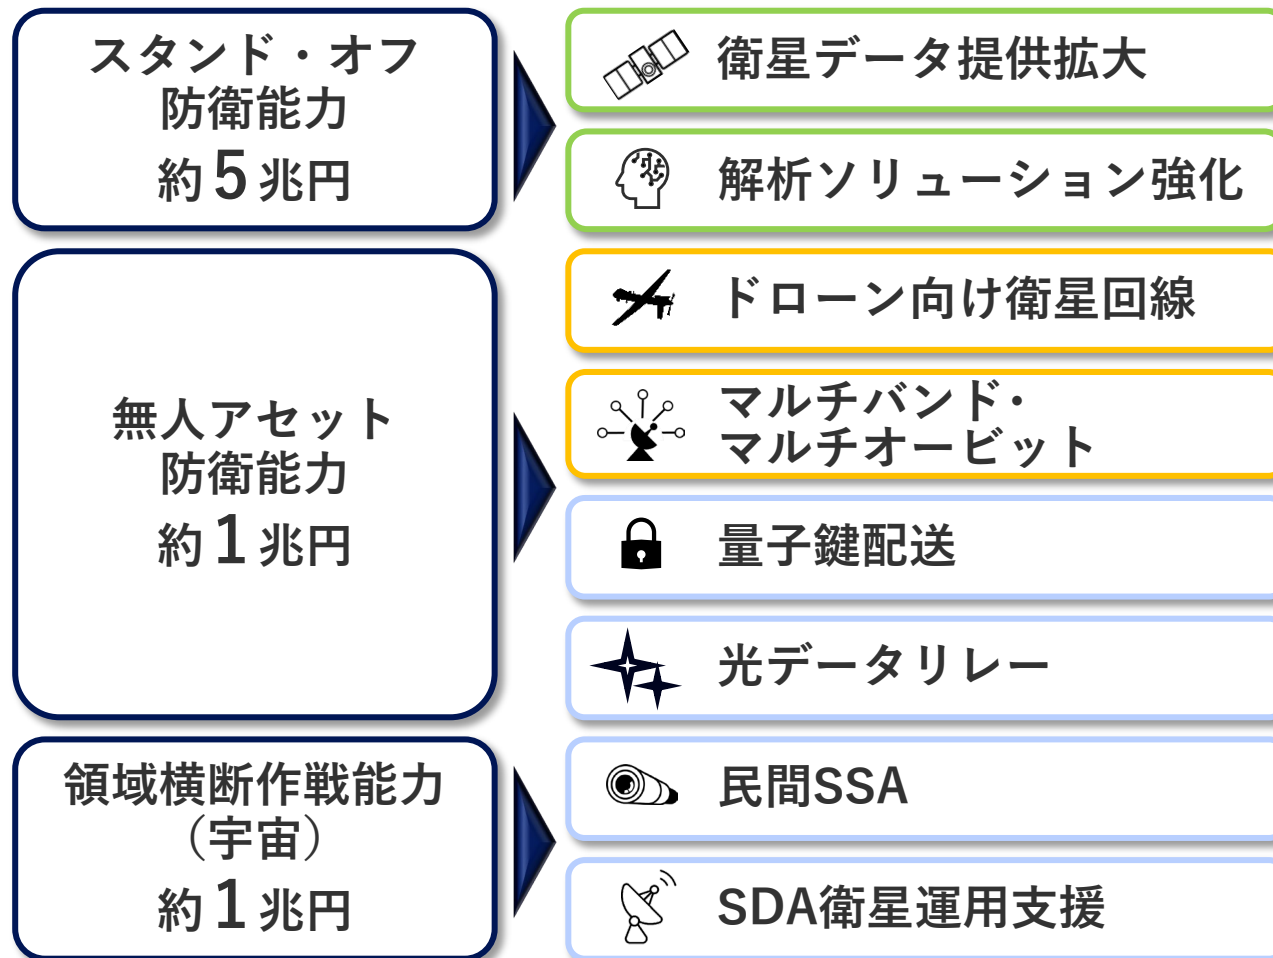 スタンド・オフ
防衛能力
約5兆円
衛星データ提供拡大
解析ソリューション強化
無人アセット
防衛能力
約1兆円
ドローン向け衛星回線
マルチバンド・
マルチオービット
量子鍵配送
光データリレー
領域横断作戦能力
（宇宙）
約1兆円
民間SSA
SDA衛星運用支援